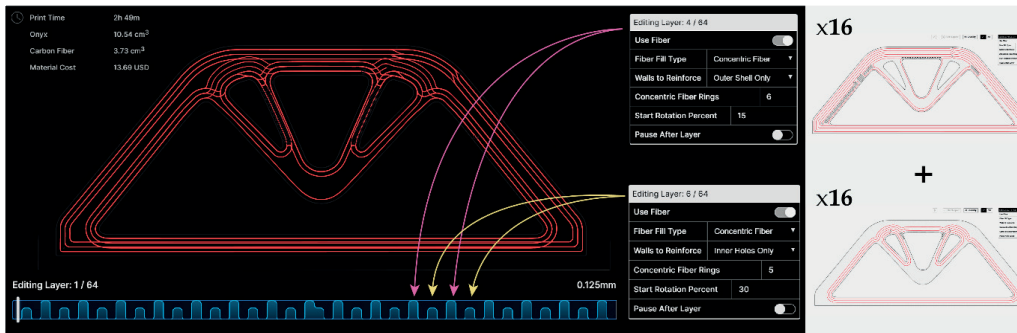 Print Time 2h 49m
Onyx 10.54 cm³
Carbon Fiber 3.73 cm³
Material Cost 13.69 USD
Editing Layer: 4 / 64
Use Fiber
Fiber Fill Type Concentric Fiber
Walls to Reinforce Outer Shell Only
Concentric Fiber Rings 6
Start Rotation Percent 15
Pause After Layer
Editing Layer: 6 / 64
Use Fiber
Fiber Fill Type Concentric Fiber
Walls to Reinforce Inner Holes Only
Concentric Fiber Rings 5
Start Rotation Percent 30
Pause After Layer
Editing Layer: 1 / 64 0.125mm
x16
+
x16